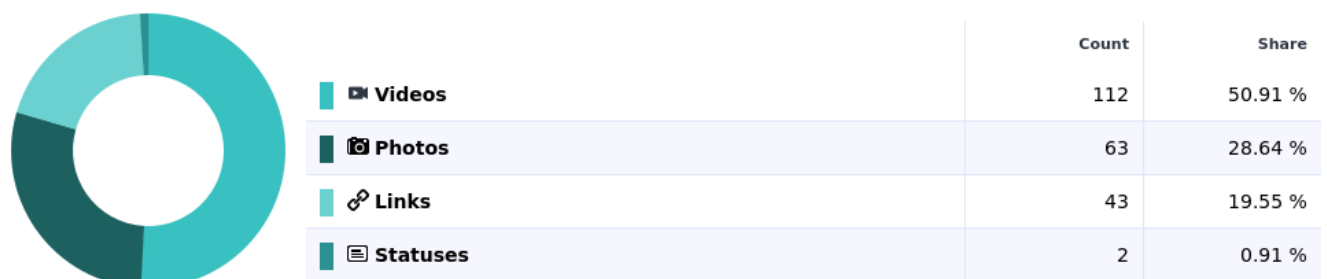 Count Share
Videos 112 50.91 %
Photos 63 28.64 %
Links 43 19.55 %
Statuses 2 0.91 %